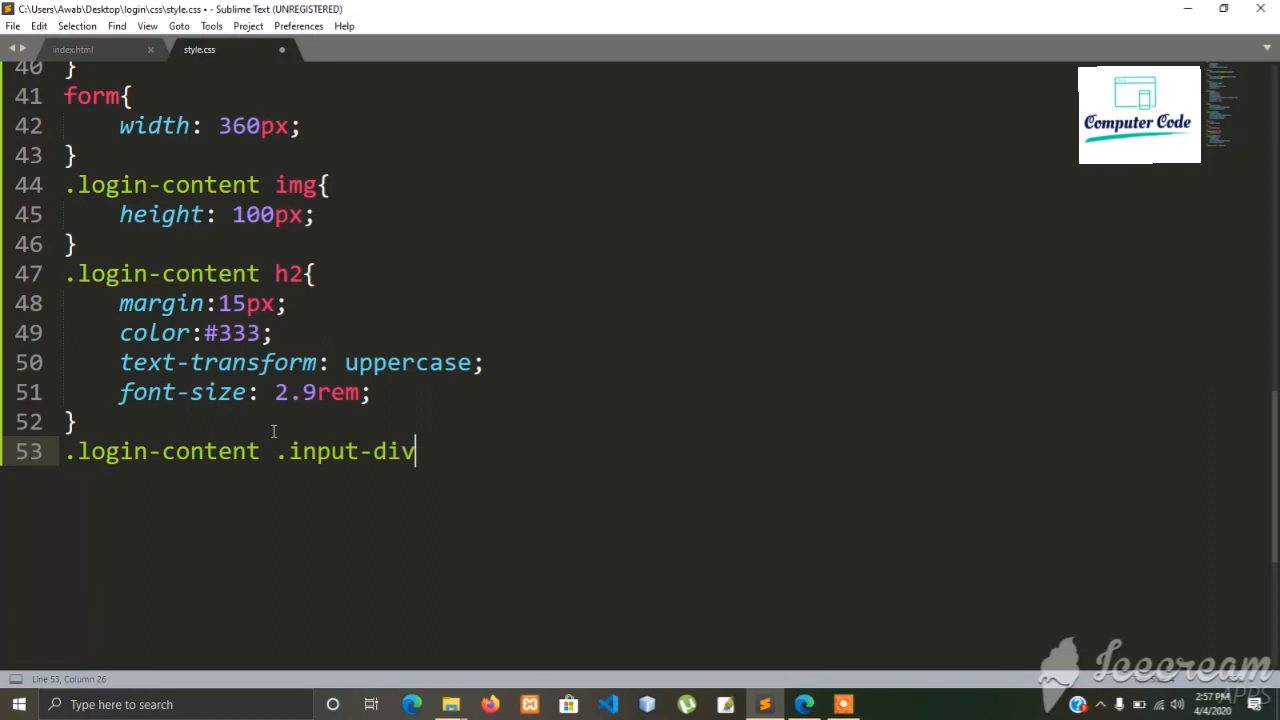 C:\Users\Awab\Desktop\login\css\style.css • - Sublime Text (UNREGISTERED)
File Edit Selection Find View Goto Tools Project Preferences Help
index.html style.css
40 }
41 form{
42 width: 360px;
43 }
44 .login-content img{
45 height: 100px;
46 }
47 .login-content h2{
48 margin:15px;
49 color:#333;
50 text-transform: uppercase;
51 font-size: 2.9rem;
52 }
53 .login-content .input-div
Computer Code
Line 53, Column 26
Icecream
APPS
Type here to search
2:57 PM
4/4/2020